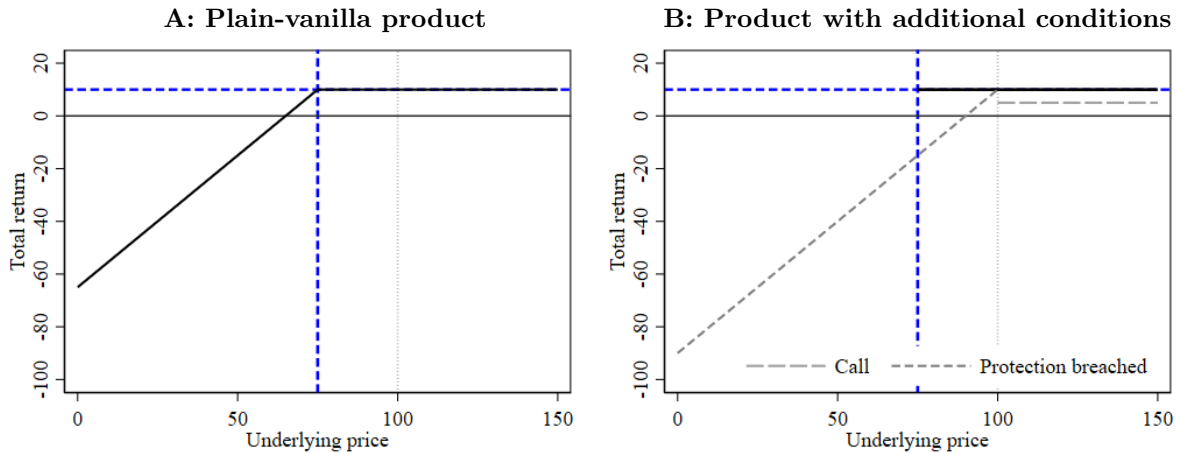 A: Plain-vanilla product
Total return
20
0
-20
-40
-60
-80
-100
0 50 100 150
Underlying price
B: Product with additional conditions
Total return
20
0
-20
-40
-60
-80
-100
Call Protection breached
0 50 100 150
Underlying price